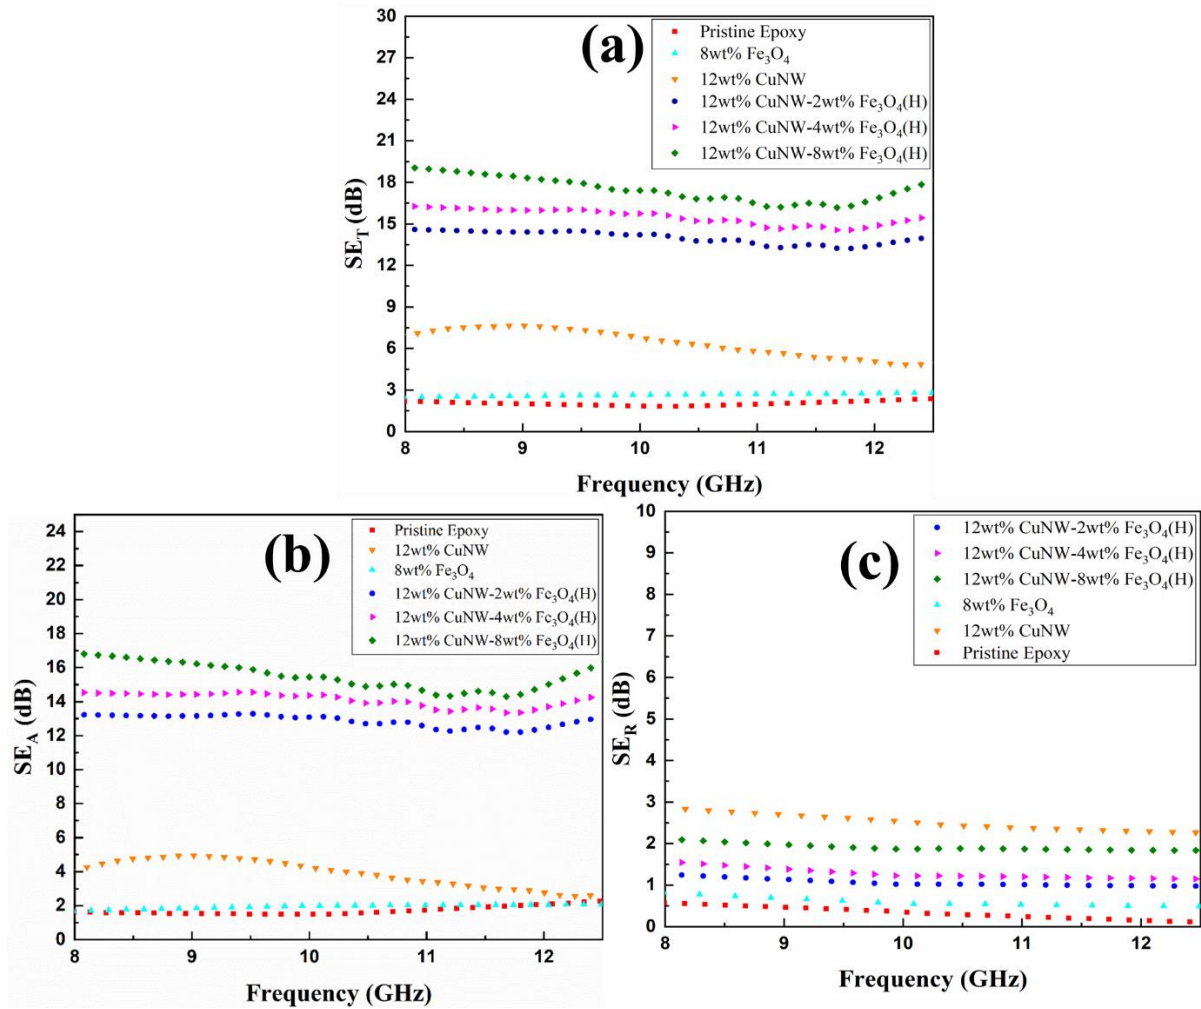 (a)
Pristine Epoxy
8wt% Fe₃O₄
12wt% CuNW
12wt% CuNW-2wt% Fe₃O₄(H)
12wt% CuNW-4wt% Fe₃O₄(H)
12wt% CuNW-8wt% Fe₃O₄(H)
30
27
24
21
18
15
12
9
6
3
0
SE_T (dB)
8 9 10 11 12
Frequency (GHz)
(b)
Pristine Epoxy
12wt% CuNW
8wt% Fe₃O₄
12wt% CuNW-2wt% Fe₃O₄(H)
12wt% CuNW-4wt% Fe₃O₄(H)
12wt% CuNW-8wt% Fe₃O₄(H)
24
22
20
18
16
14
12
10
8
6
4
2
0
SE_A (dB)
8 9 10 11 12
Frequency (GHz)
(c)
12wt% CuNW-2wt% Fe₃O₄(H)
12wt% CuNW-4wt% Fe₃O₄(H)
12wt% CuNW-8wt% Fe₃O₄(H)
8wt% Fe₃O₄
12wt% CuNW
Pristine Epoxy
10
9
8
7
6
5
4
3
2
1
0
SE_R (dB)
8 9 10 11 12
Frequency (GHz)